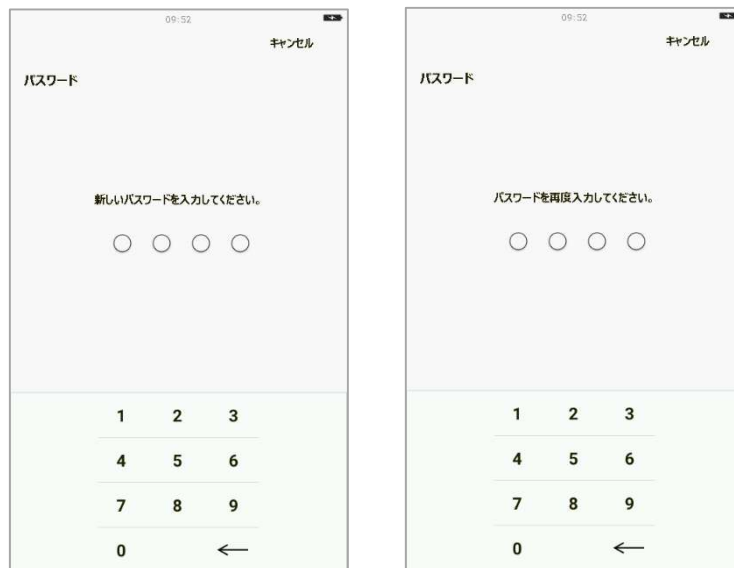 09:52
キャンセル
パスワード
新しいパスワードを入力してください。
1 2 3
4 5 6
7 8 9
0 ←
09:52
キャンセル
パスワード
パスワードを再度入力してください。
1 2 3
4 5 6
7 8 9
0 ←